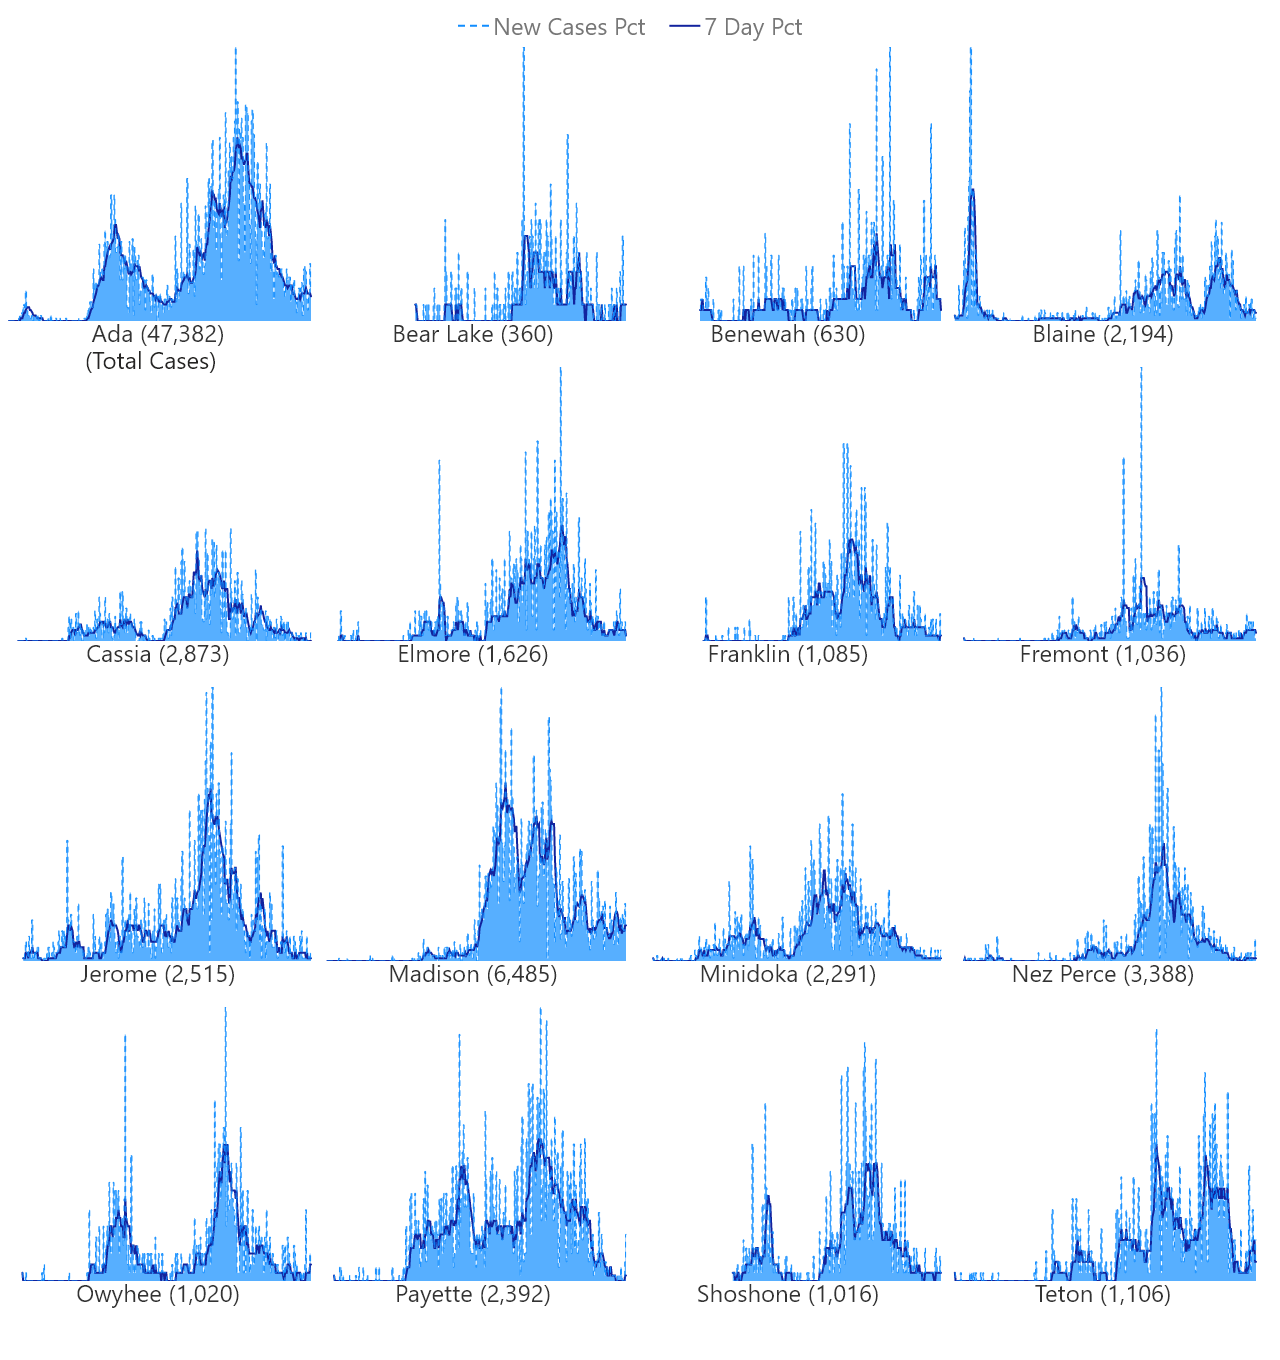 New Cases Pct 7 Day Pct
Ada (47,382)
(Total Cases)
Bear Lake (360)
Benewah (630)
Blaine (2,194)
Cassia (2,873)
Elmore (1,626)
Franklin (1,085)
Fremont (1,036)
Jerome (2,515)
Madison (6,485)
Minidoka (2,291)
Nez Perce (3,388)
Owyhee (1,020)
Payette (2,392)
Shoshone (1,016)
Teton (1,106)